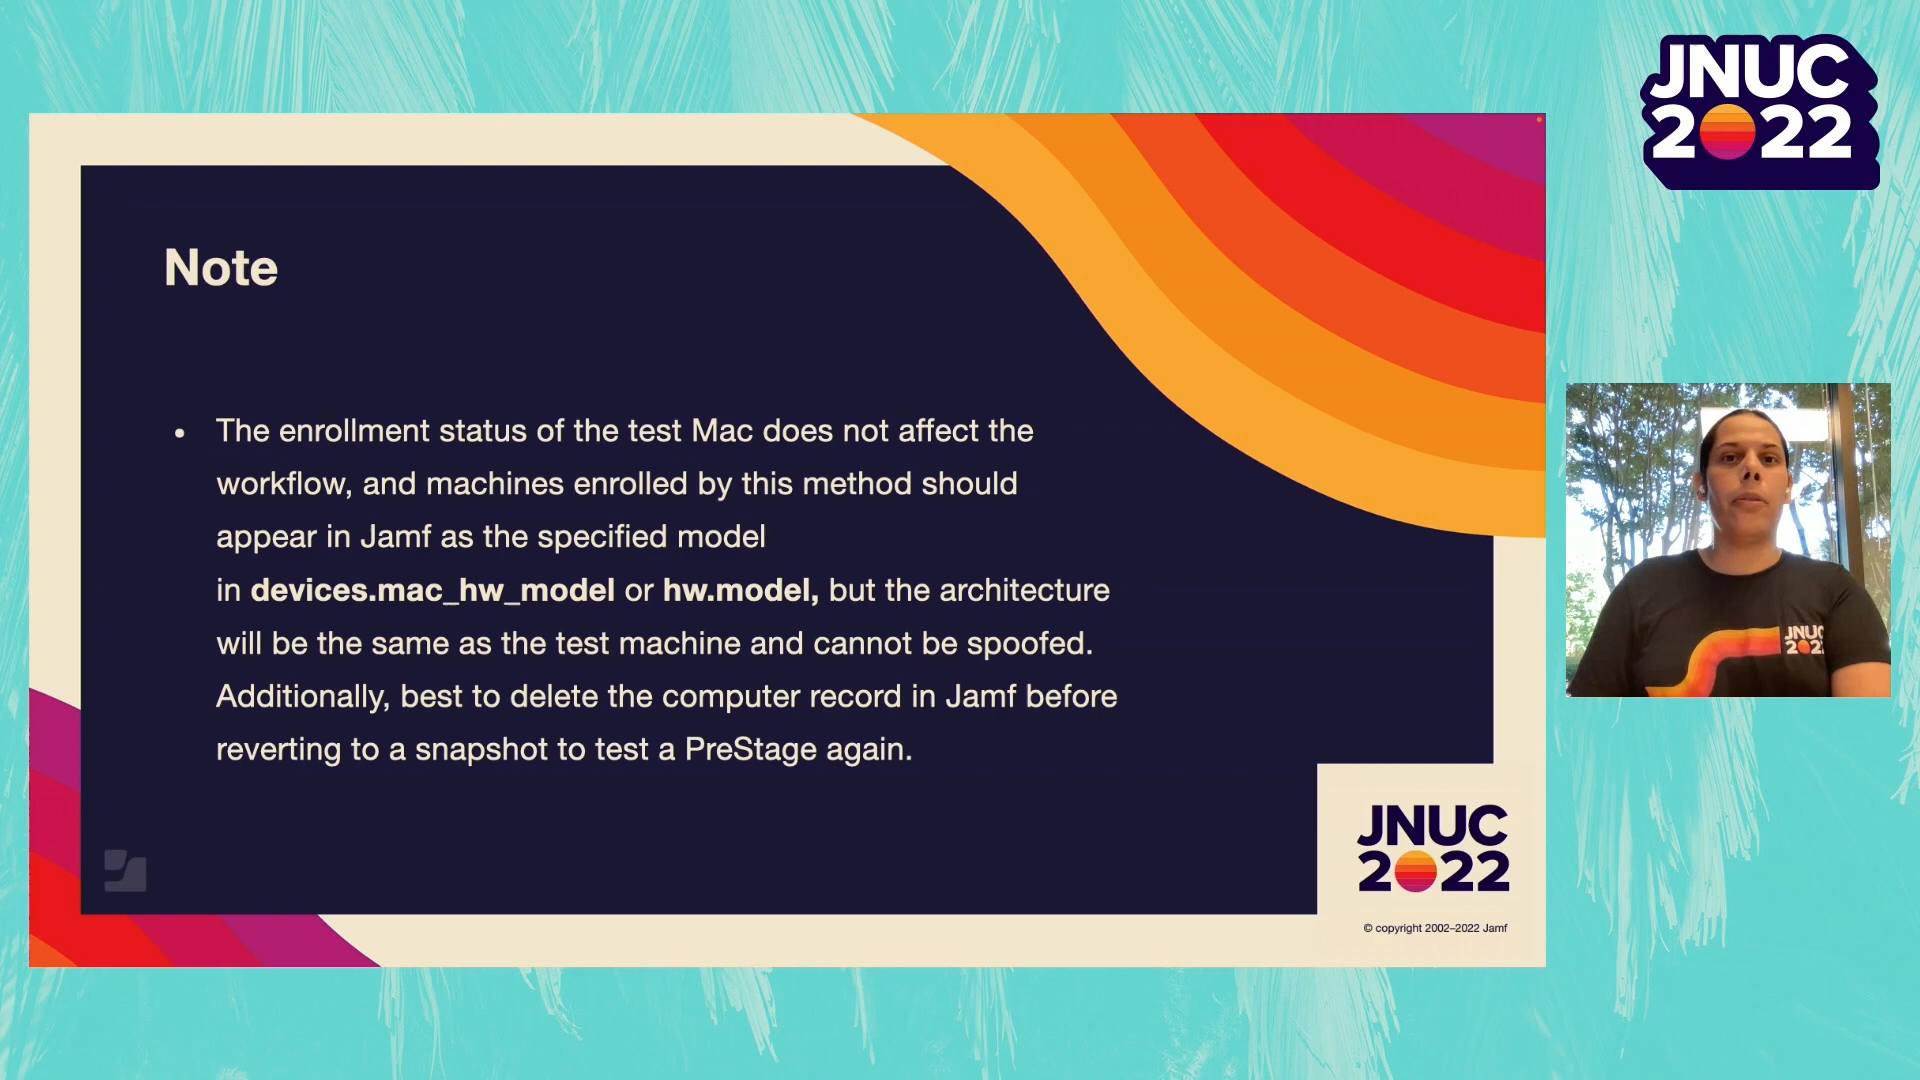 JNUC
2022
Note
• The enrollment status of the test Mac does not affect the
workflow, and machines enrolled by this method should
appear in Jamf as the specified model
in devices.mac_hw_model or hw.model, but the architecture
will be the same as the test machine and cannot be spoofed.
Additionally, best to delete the computer record in Jamf before
reverting to a snapshot to test a PreStage again.
JNUC
2022
JNUC
2022
© copyright 2002–2022 Jamf